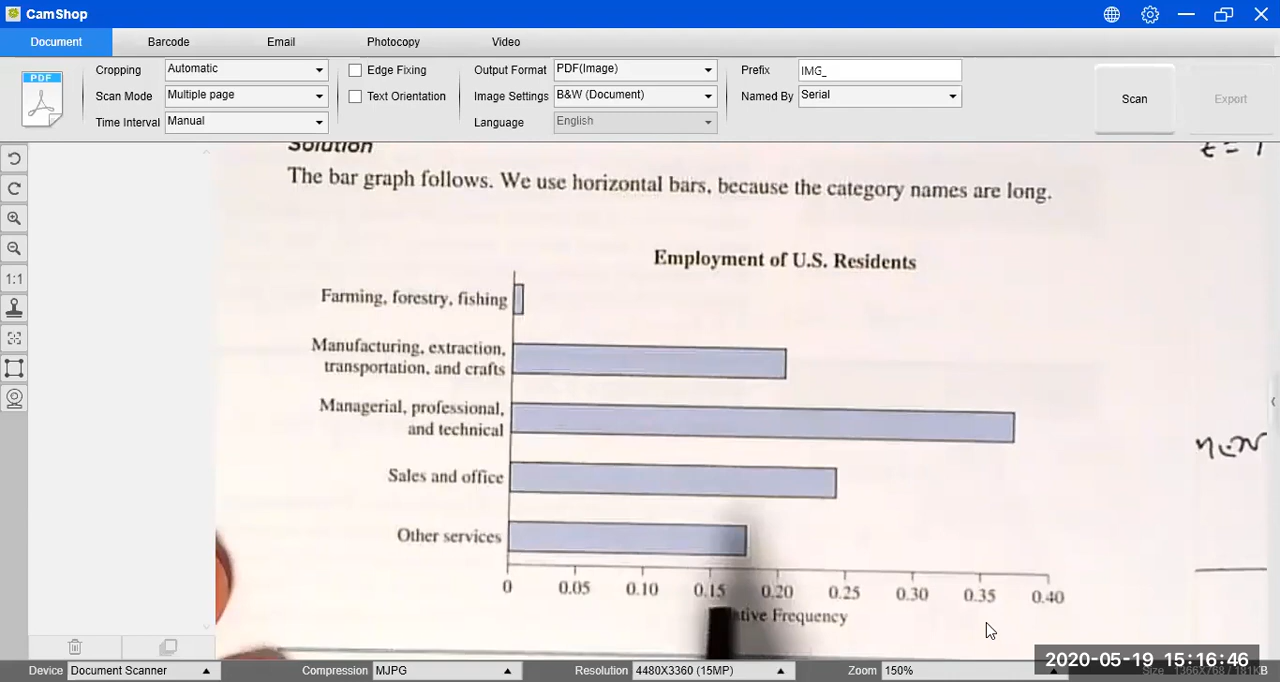 CamShop
Document Barcode Email Photocopy Video
PDF
Cropping Automatic
Edge Fixing
Output Format PDF(Image)
Prefix IMG_
Scan Mode Multiple page
Text Orientation
Image Settings B&W (Document)
Named By Serial
Time Interval Manual
Language English
Scan
Export
1:1
Solution
The bar graph follows. We use horizontal bars, because the category names are long.
Employment of U.S. Residents
Farming, forestry, fishing
Manufacturing, extraction,
transportation, and crafts
Managerial, professional,
and technical
Sales and office
Other services
0 0.05 0.10 0.15 0.20 0.25 0.30 0.35 0.40
Frequency
Device Document Scanner
Compression MJPG
Resolution 4480X3360 (15MP)
Zoom 150%
2020-05-19 15:16:46